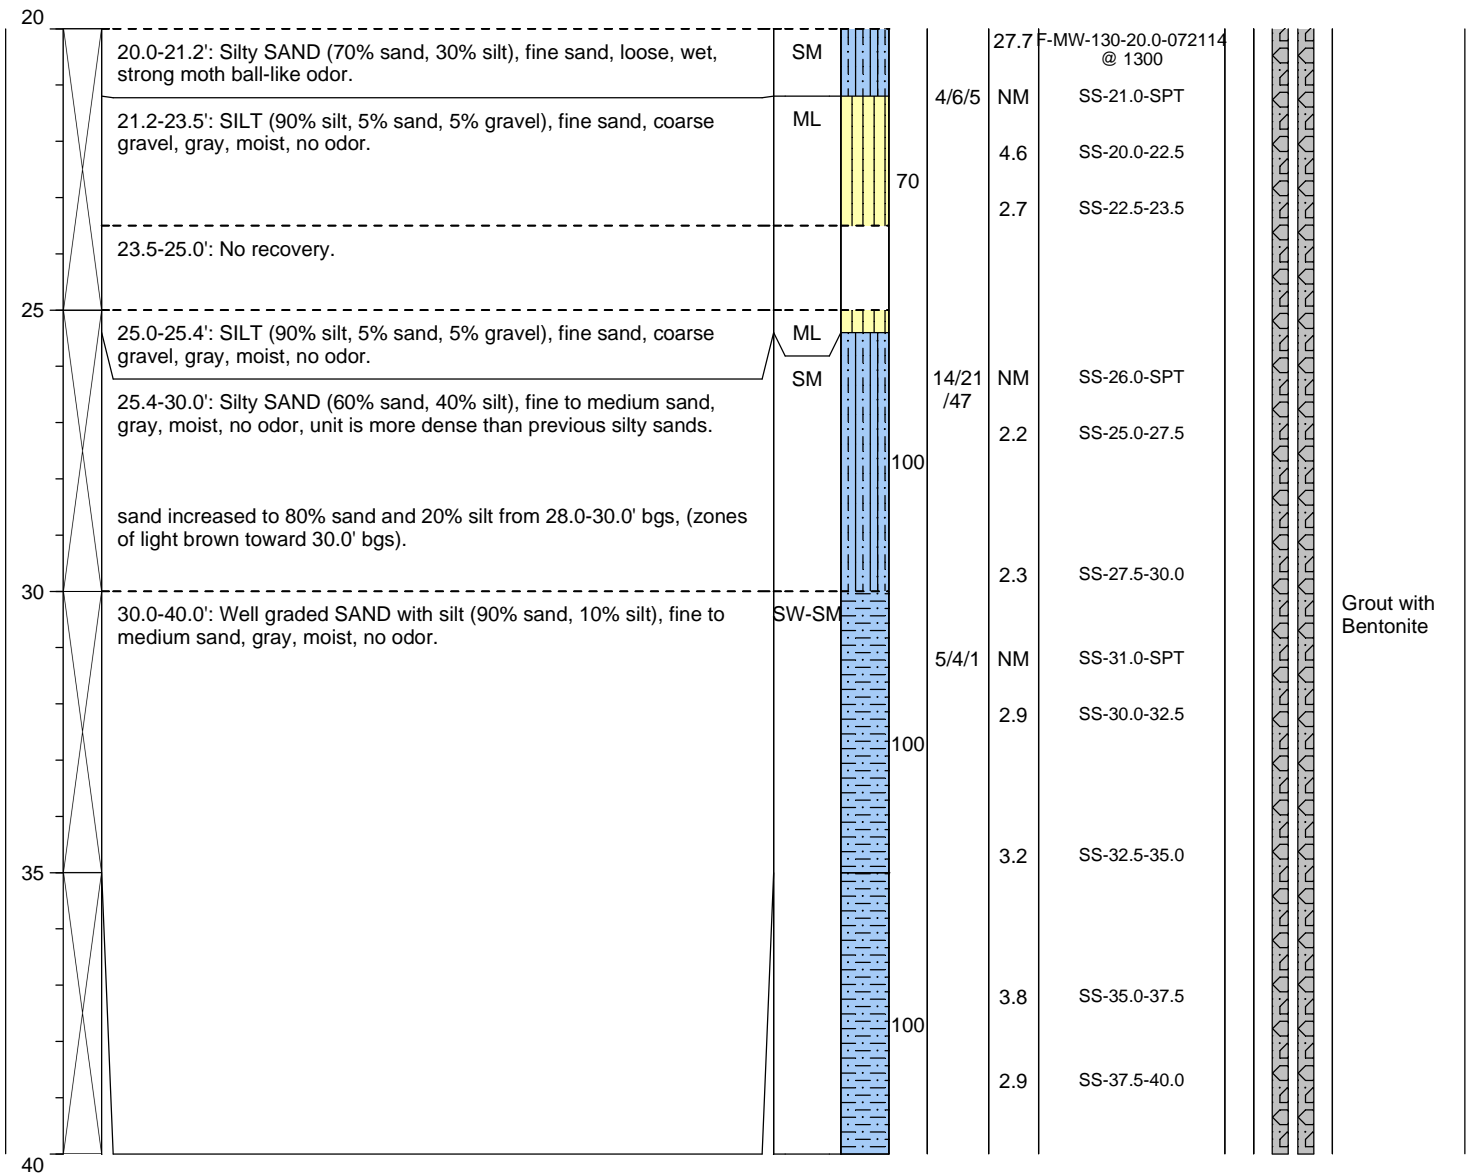 20
20.0-21.2': Silty SAND (70% sand, 30% silt), fine sand, loose, wet,
strong moth ball-like odor.
SM
27.7
F-MW-130-20.0-072114
@ 1300
4/6/5
NM
SS-21.0-SPT
21.2-23.5': SILT (90% silt, 5% sand, 5% gravel), fine sand, coarse
gravel, gray, moist, no odor.
ML
4.6
SS-20.0-22.5
70
2.7
SS-22.5-23.5
23.5-25.0': No recovery.
25
25.0-25.4': SILT (90% silt, 5% sand, 5% gravel), fine sand, coarse
gravel, gray, moist, no odor.
ML
SM
14/21
/47
NM
SS-26.0-SPT
25.4-30.0': Silty SAND (60% sand, 40% silt), fine to medium sand,
gray, moist, no odor, unit is more dense than previous silty sands.
2.2
SS-25.0-27.5
100
sand increased to 80% sand and 20% silt from 28.0-30.0' bgs, (zones
of light brown toward 30.0' bgs).
2.3
SS-27.5-30.0
30
30.0-40.0': Well graded SAND with silt (90% sand, 10% silt), fine to
medium sand, gray, moist, no odor.
SW-SM
Grout with
Bentonite
5/4/1
NM
SS-31.0-SPT
2.9
SS-30.0-32.5
100
3.2
SS-32.5-35.0
35
3.8
SS-35.0-37.5
100
2.9
SS-37.5-40.0
40